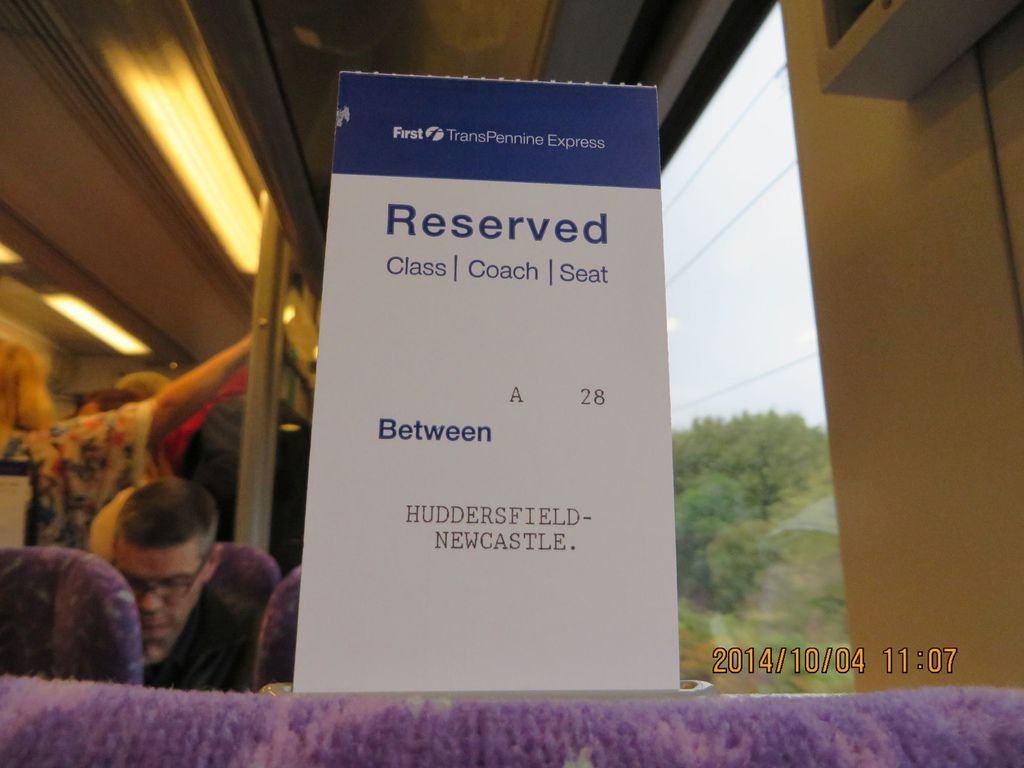 First TransPennine Express
Reserved
Class | Coach | Seat
A 28
Between
HUDDERSFIELD-
NEWCASTLE.
2014/10/04 11:07